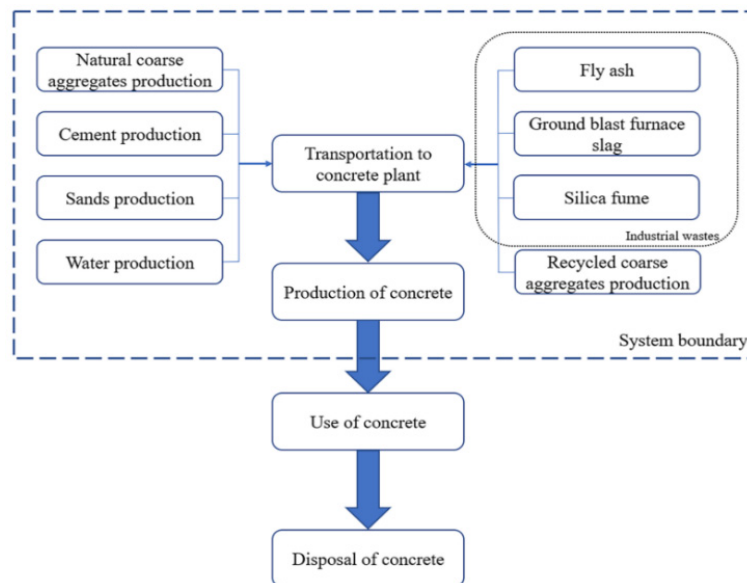 Natural coarse
aggregates production
Cement production
Sands production
Water production
Transportation to
concrete plant
Fly ash
Ground blast furnace
slag
Silica fume
Industrial wastes
Recycled coarse
aggregates production
Production of concrete
System boundary
Use of concrete
Disposal of concrete